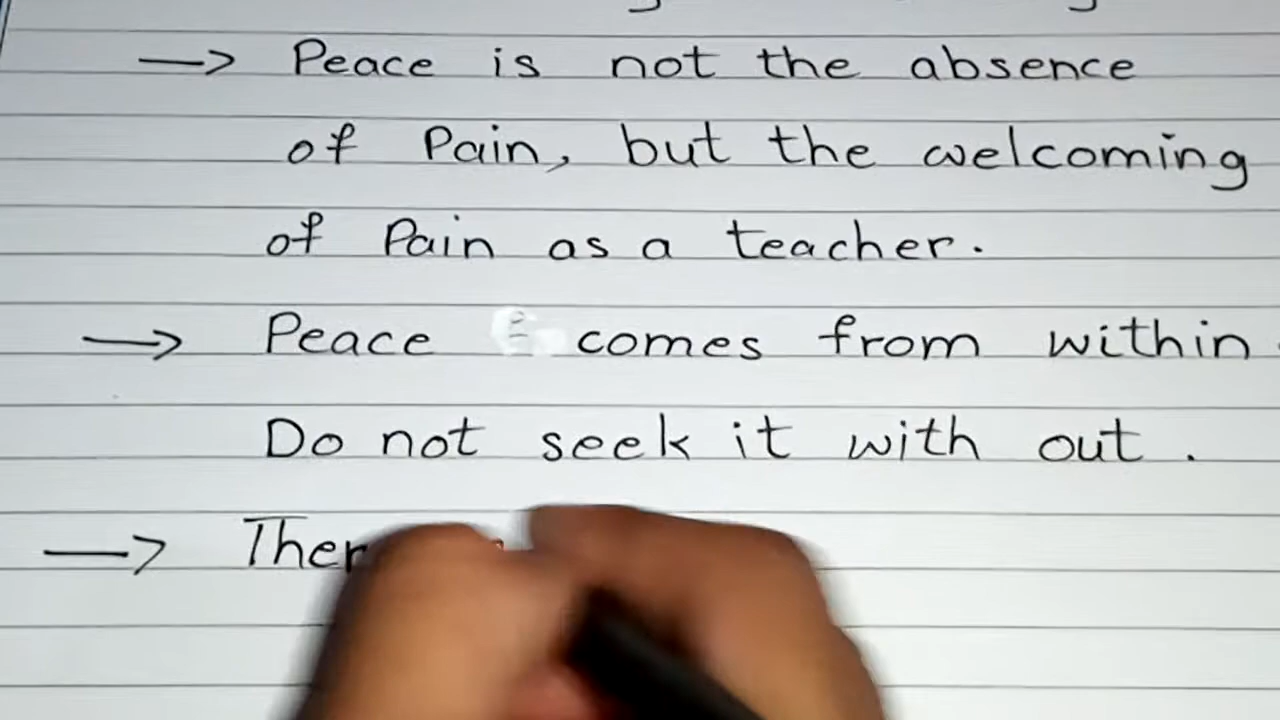 → Peace is not the absence
of Pain, but the welcoming
of Pain as a teacher.
→ Peace comes from within.
Do not seek it with out.
→